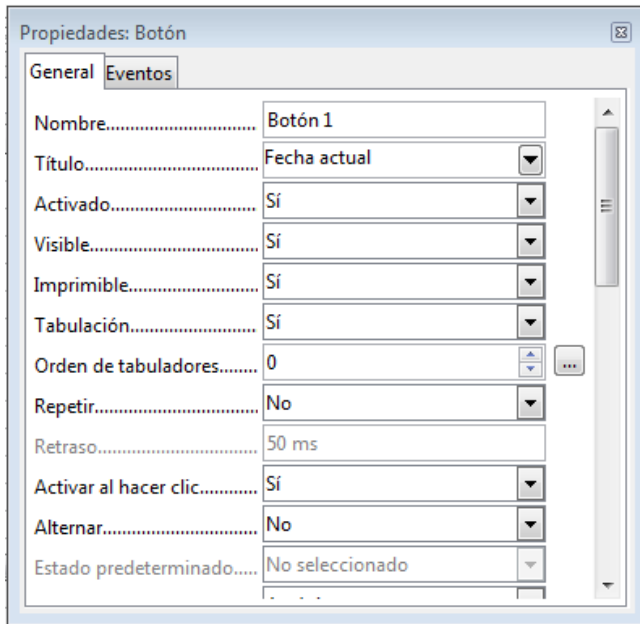 Propiedades: Botón
General Eventos
Nombre.............................. Botón 1
Título................................... Fecha actual
Activado............................. Sí
Visible.................................. Sí
Imprimible.......................... Sí
Tabulación.......................... Sí
Orden de tabuladores........ 0 ...
Repetir................................. No
Retraso................................. 50 ms
Activar al hacer clic............ Sí
Alternar............................... No
Estado predeterminado..... No seleccionado